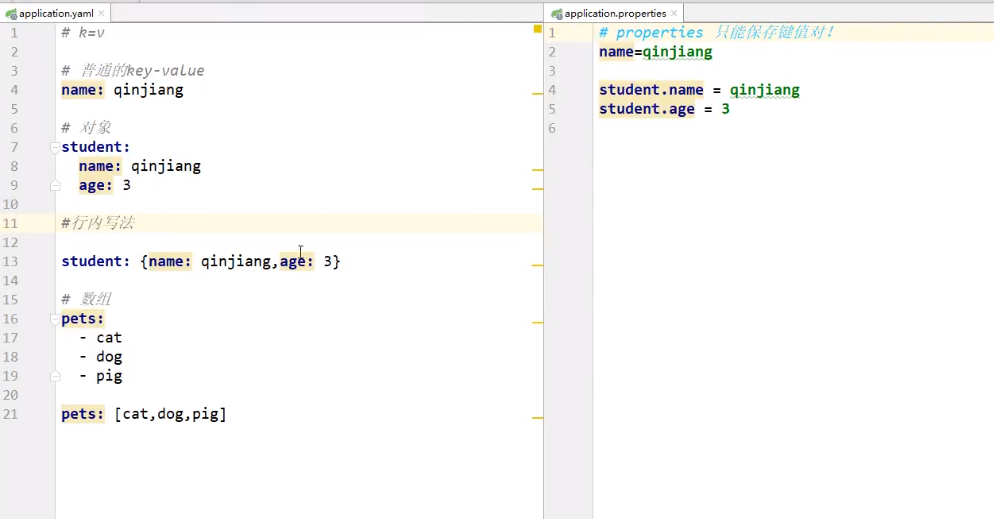 application.yaml
1 # k=v
2
3 # 普通的key-value
4 name: qinjiang
5
6 # 对象
7 student:
8 name: qinjiang
9 age: 3
10
11 #行内写法
12
13 student: {name: qinjiang,age: 3}
14
15 # 数组
16 pets:
17 - cat
18 - dog
19 - pig
20
21 pets: [cat,dog,pig]
application.properties
1 # properties 只能保存键值对!
2 name=qinjiang
3
4 student.name = qinjiang
5 student.age = 3
6